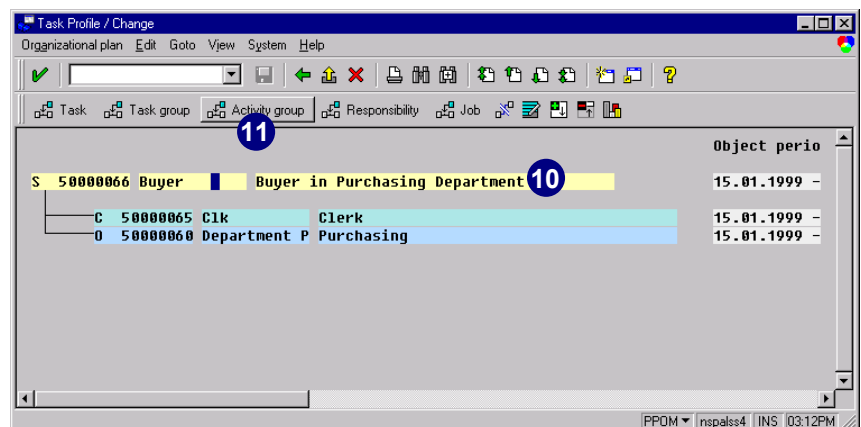 Task Profile / Change
Organizational plan Edit Goto View System Help
Task Task group Activity group Responsibility Job
11
Object perio
S 50000066 Buyer Buyer in Purchasing Department 10 15.01.1999 -
C 50000065 Clk Clerk 15.01.1999 -
O 50000060 Department P Purchasing 15.01.1999 -
PPOM nspalss4 INS 03:12PM